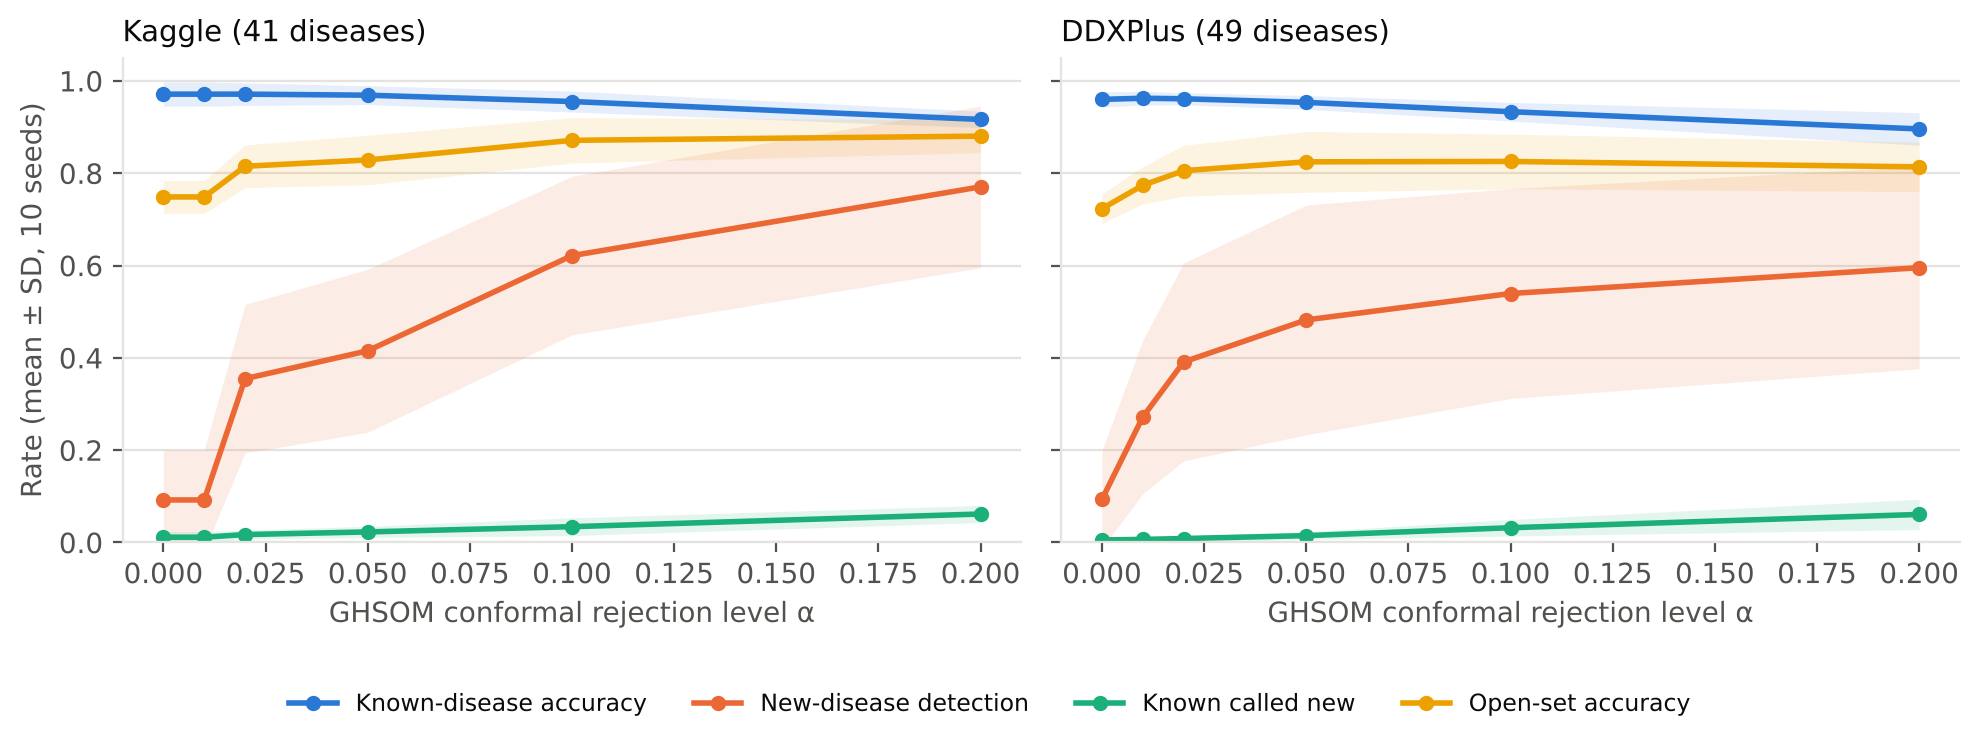 Kaggle (41 diseases)
DDXPlus (49 diseases)
Rate (mean ± SD, 10 seeds)
1.0
0.8
0.6
0.4
0.2
0.0
0.000 0.025 0.050 0.075 0.100 0.125 0.150 0.175 0.200
0.000 0.025 0.050 0.075 0.100 0.125 0.150 0.175 0.200
GHSOM conformal rejection level α
GHSOM conformal rejection level α
Known-disease accuracy
New-disease detection
Known called new
Open-set accuracy